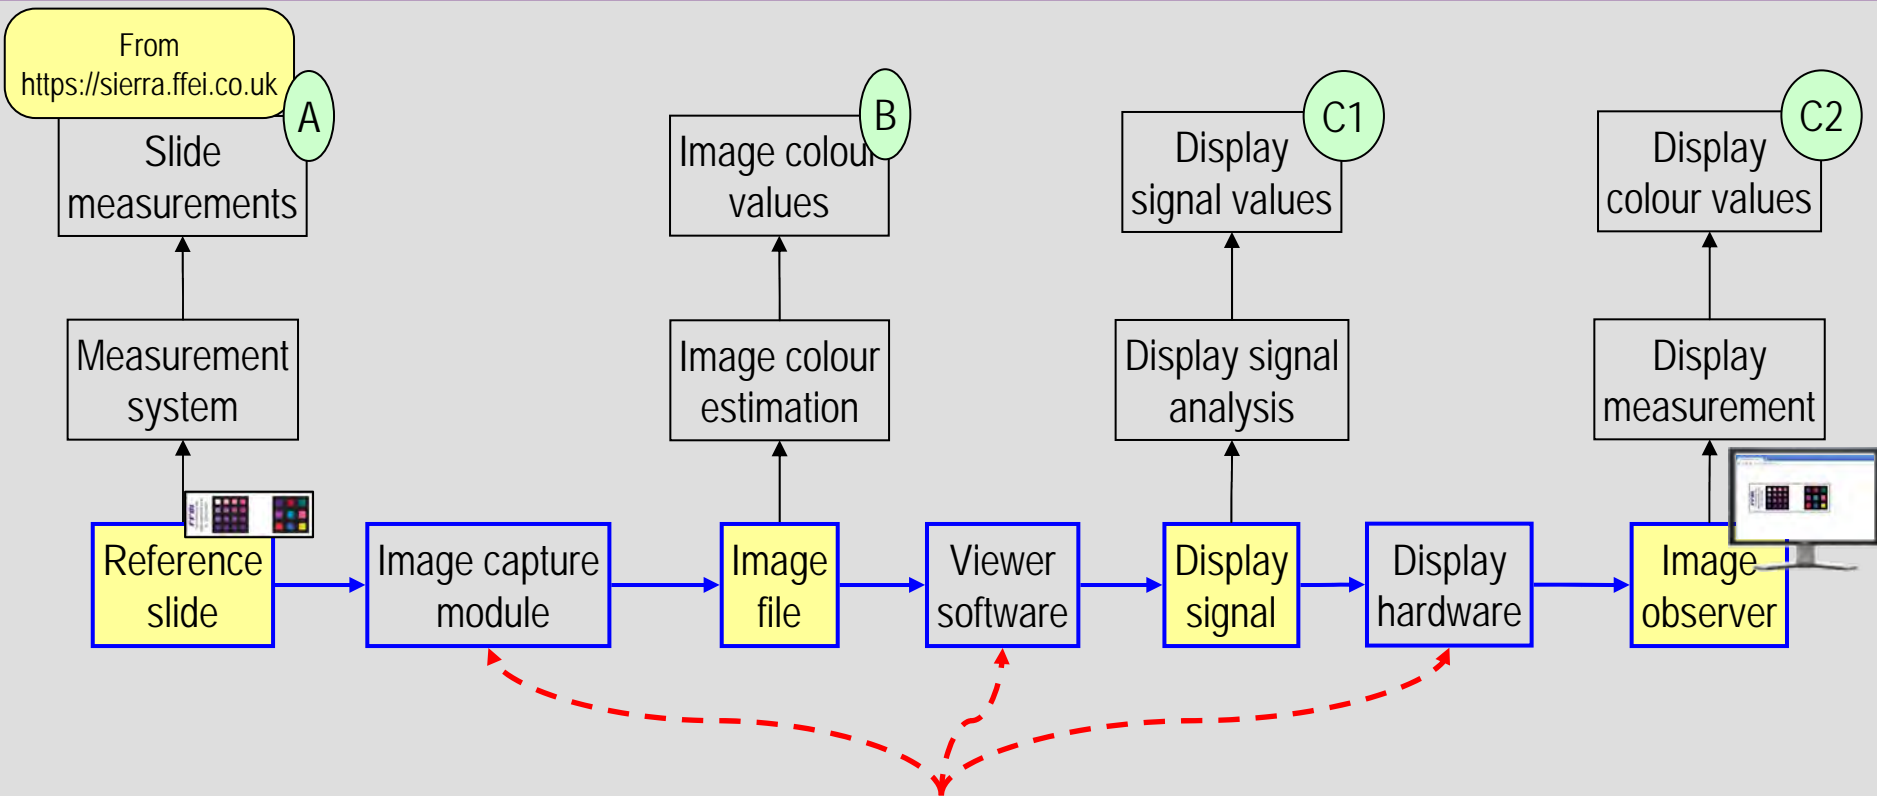 From
https://sierra.ffei.co.uk
A
Slide
measurements
B
Image colour
values
C1
Display
signal values
C2
Display
colour values
Measurement
system
Image colour
estimation
Display signal
analysis
Display
measurement
Reference
slide
Image capture
module
Image
file
Viewer
software
Display
signal
Display
hardware
Image
observer